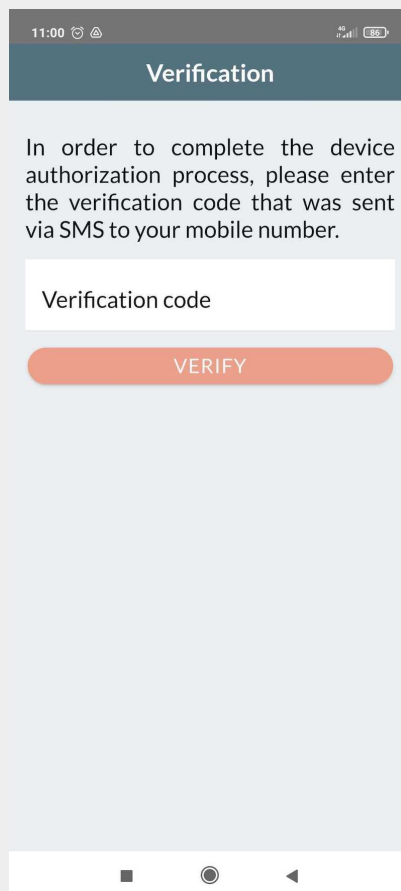 11:00 4G 86
Verification
In order to complete the device
authorization process, please enter
the verification code that was sent
via SMS to your mobile number.
Verification code
VERIFY